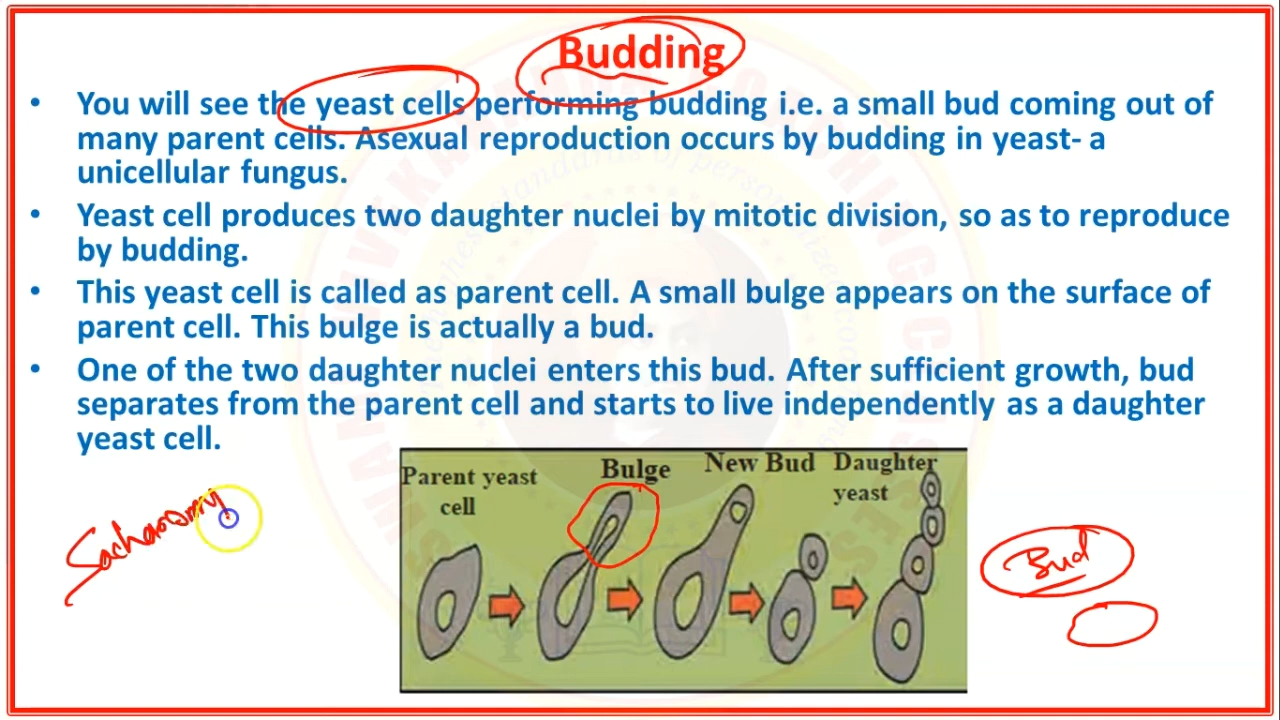 Budding
• You will see the yeast cells performing budding i.e. a small bud coming out of
many parent cells. Asexual reproduction occurs by budding in yeast- a
unicellular fungus.
• Yeast cell produces two daughter nuclei by mitotic division, so as to reproduce
by budding.
• This yeast cell is called as parent cell. A small bulge appears on the surface of
parent cell. This bulge is actually a bud.
• One of the two daughter nuclei enters this bud. After sufficient growth, bud
separates from the parent cell and starts to live independently as a daughter
yeast cell.
Parent yeast
cell
Bulge
New Bud
Daughter
yeast
Sacharomy
Bud